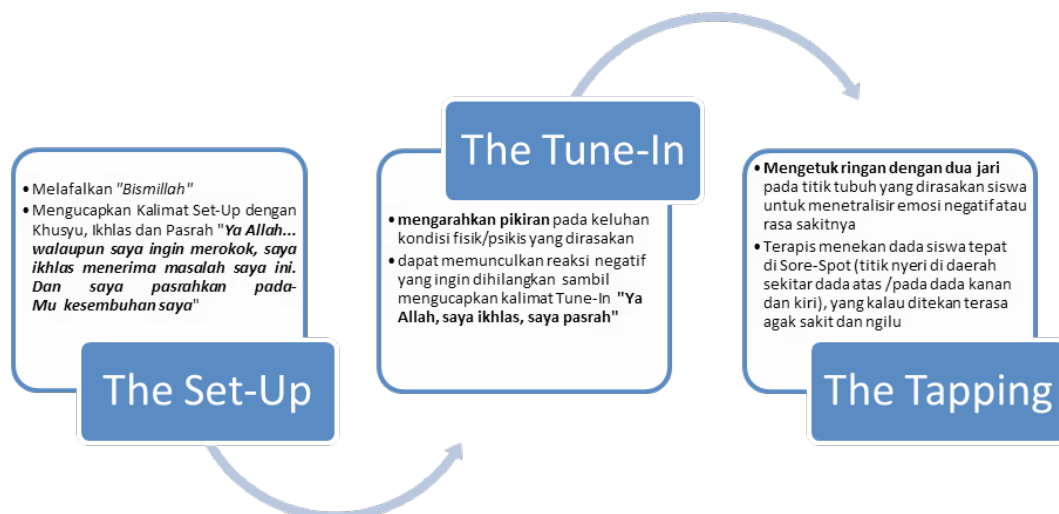 • Melafalkan "Bismillah"
• Mengucapkan Kalimat Set-Up dengan
Khusyu, Ikhlas dan Pasrah "Ya Allah...
walaupun saya ingin merokok, saya
ikhlas menerima masalah saya ini.
Dan saya pasrahkan pada-
Mu kesembuhan saya"
The Set-Up
The Tune-In
• mengarahkan pikiran pada keluhan
kondisi fisik/psikis yang dirasakan
• dapat memunculkan reaksi negatif
yang ingin dihilangkan sambil
mengucapkan kalimat Tune-In "Ya
Allah, saya ikhlas, saya pasrah"
• Mengetuk ringan dengan dua jari
pada titik tubuh yang dirasakan siswa
untuk menetralisir emosi negatif atau
rasa sakitnya
• Terapis menekan dada siswa tepat
di Sore-Spot (titik nyeri di daerah
sekitar dada atas /pada dada kanan
dan kiri), yang kalau ditekan terasa
agak sakit dan ngilu
The Tapping